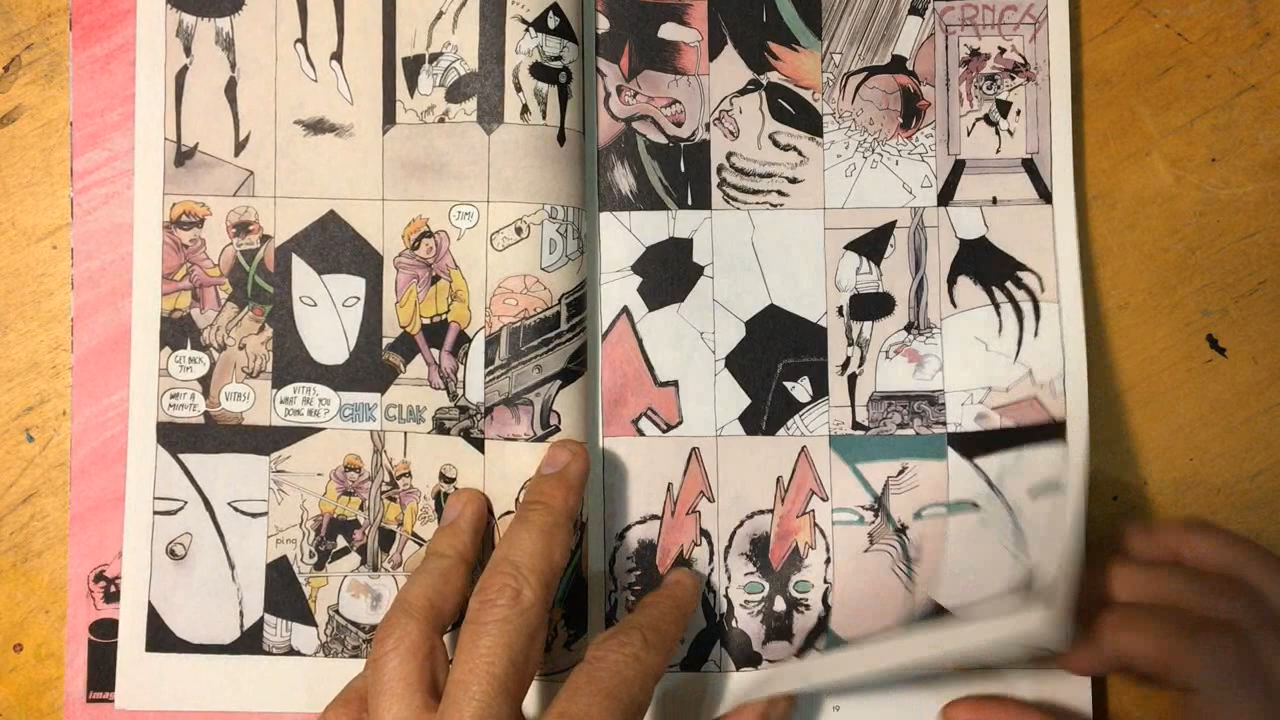 CRNCH
-JIM!
GET BACK,
JIM.
WAIT A
MINUTE.
VITAS!
VITAS,
WHAT ARE YOU
DOING HERE?
CHK CLAK
ping
19